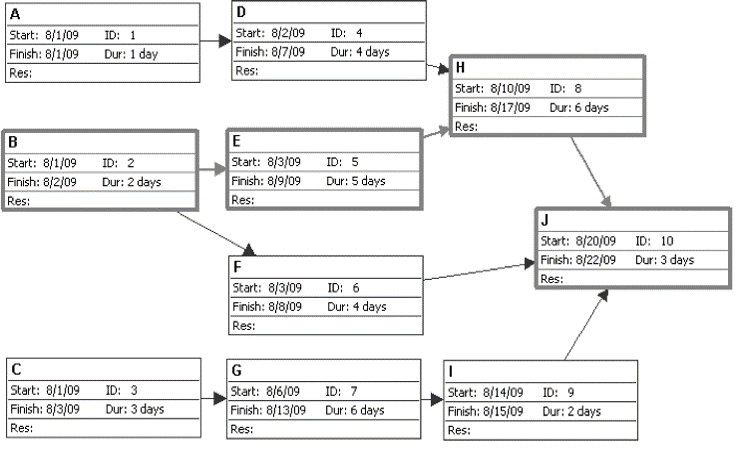 A
Start: 8/1/09 ID: 1
Finish: 8/1/09 Dur: 1 day
Res:
D
Start: 8/2/09 ID: 4
Finish: 8/7/09 Dur: 4 days
Res:
H
Start: 8/10/09 ID: 8
Finish: 8/17/09 Dur: 6 days
Res:
B
Start: 8/1/09 ID: 2
Finish: 8/2/09 Dur: 2 days
Res:
E
Start: 8/3/09 ID: 5
Finish: 8/9/09 Dur: 5 days
Res:
J
Start: 8/20/09 ID: 10
Finish: 8/22/09 Dur: 3 days
Res:
F
Start: 8/3/09 ID: 6
Finish: 8/8/09 Dur: 4 days
Res:
C
Start: 8/1/09 ID: 3
Finish: 8/3/09 Dur: 3 days
Res:
G
Start: 8/6/09 ID: 7
Finish: 8/13/09 Dur: 6 days
Res:
I
Start: 8/14/09 ID: 9
Finish: 8/15/09 Dur: 2 days
Res: